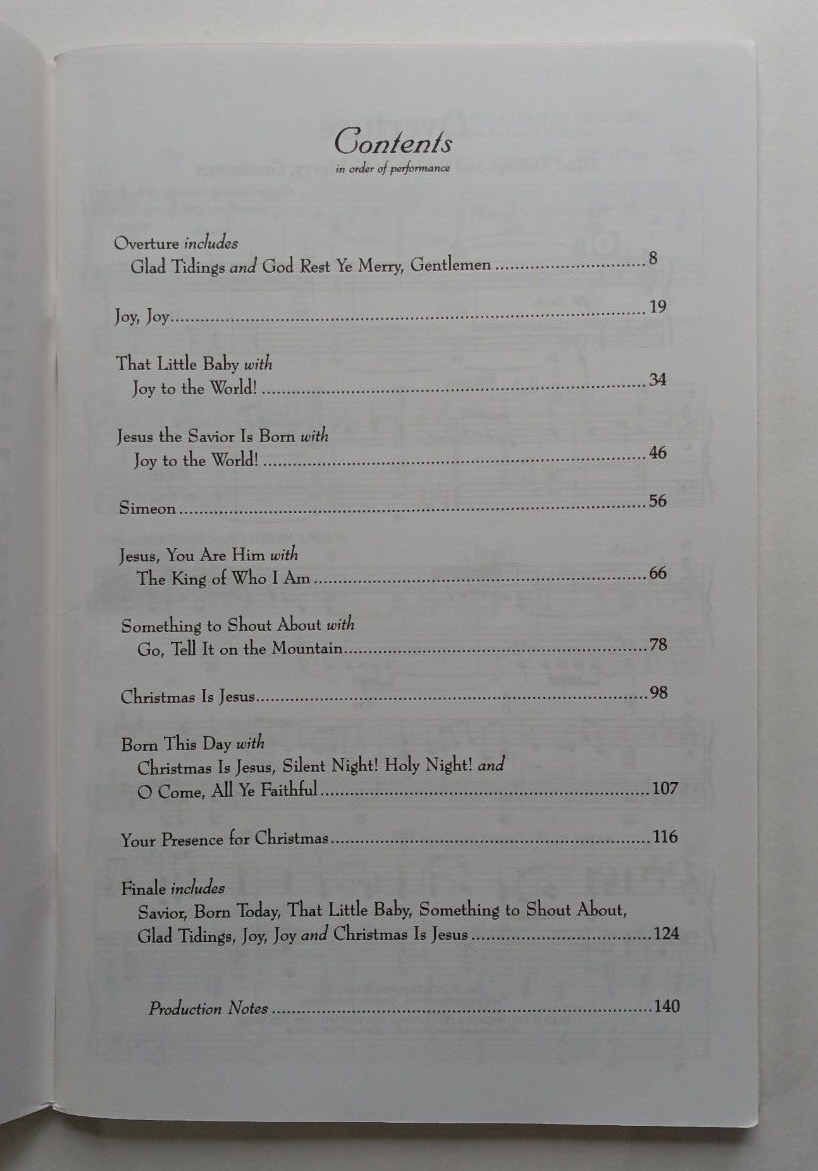 Contents
in order of performance
Overture includes
Glad Tidings and God Rest Ye Merry, Gentlemen ..............................8
Joy, Joy...............................................................................................19
That Little Baby with
Joy to the World! ..............................................................................34
Jesus the Savior Is Born with
Joy to the World! ..............................................................................46
Simeon ..............................................................................................56
Jesus, You Are Him with
The King of Who I Am ....................................................................66
Something to Shout About with
Go, Tell It on the Mountain..............................................................78
Christmas Is Jesus................................................................................98
Born This Day with
Christmas Is Jesus, Silent Night! Holy Night! and
O Come, All Ye Faithful ...................................................................107
Your Presence for Christmas.................................................................116
Finale includes
Savior, Born Today, That Little Baby, Something to Shout About,
Glad Tidings, Joy, Joy and Christmas Is Jesus .....................................124
Production Notes ..............................................................................140